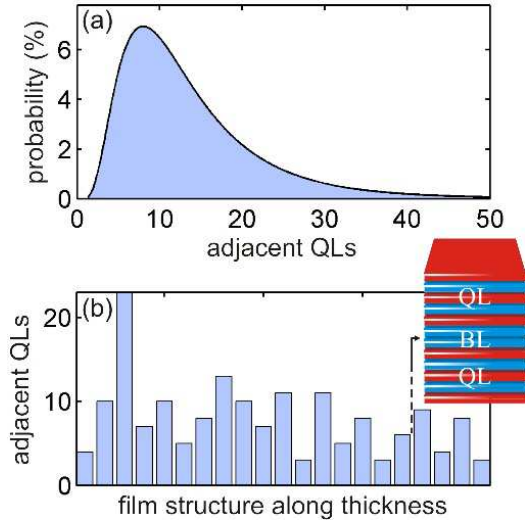 (a)
probability (%)
6
4
2
0
0 10 20 30 40 50
adjacent QLs
(b)
adjacent QLs
20
10
0
film structure along thickness
QL
BL
QL